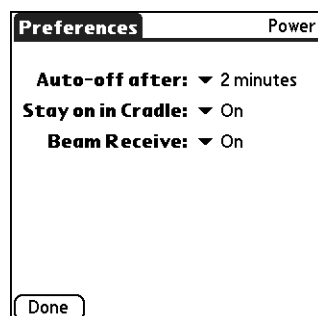 Preferences Power
Auto-off after: 2 minutes
Stay on in Cradle: On
Beam Receive: On
Done